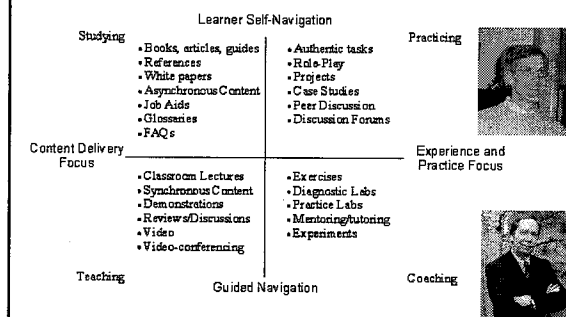 Learner Self-Navigation
Studying
Practicing
• Books, articles, guides
• References
• White papers
• Asynchronous Content
• Job Aids
• Glossaries
• FAQs
• Authentic tasks
• Role-Play
• Projects
• Case Studies
• Peer Discussion
• Discussion Forums
Content Delivery
Focus
Experience and
Practice Focus
• Classroom Lectures
• Synchronous Content
• Demonstrations
• Reviews/Discussions
• Video
• Video-conferencing
• Exercises
• Diagnostic Labs
• Practice Labs
• Mentoring/tutoring
• Experiments
Teaching
Coaching
Guided Navigation